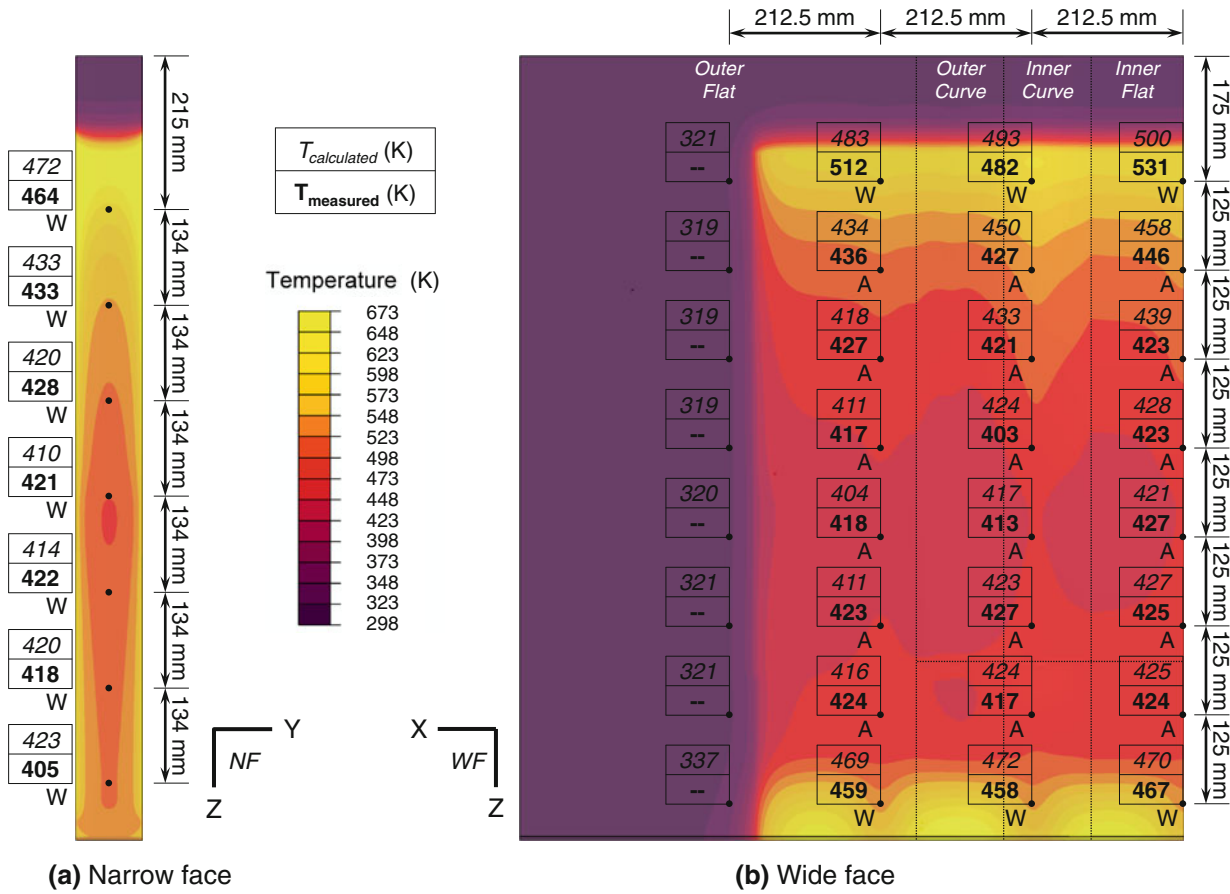 212.5 mm 212.5 mm 212.5 mm
215 mm
134 mm
134 mm
134 mm
134 mm
134 mm
134 mm
472
464
W
433
433
W
420
428
W
410
421
W
414
422
W
420
418
W
423
405
W
Tcalculated (K)
Tmeasured (K)
Temperature (K)
673
648
623
598
573
548
523
498
473
448
423
398
373
348
323
298
Y
NF
Z
X
WF
Z
Outer Outer Inner Inner
Flat Curve Curve Flat
321 483 493 500
-- 512 482 531
W W W
319 434 450 458
-- 436 427 446
A A A
319 418 433 439
-- 427 421 423
A A A
319 411 424 428
-- 417 403 423
A A A
320 404 417 421
-- 418 413 427
A A A
321 411 423 427
-- 423 427 425
A A A
321 416 424 425
-- 424 417 424
A A A
337 469 472 470
-- 459 458 467
W W W
175 mm
125 mm
125 mm
125 mm
125 mm
125 mm
125 mm
125 mm
(a) Narrow face
(b) Wide face